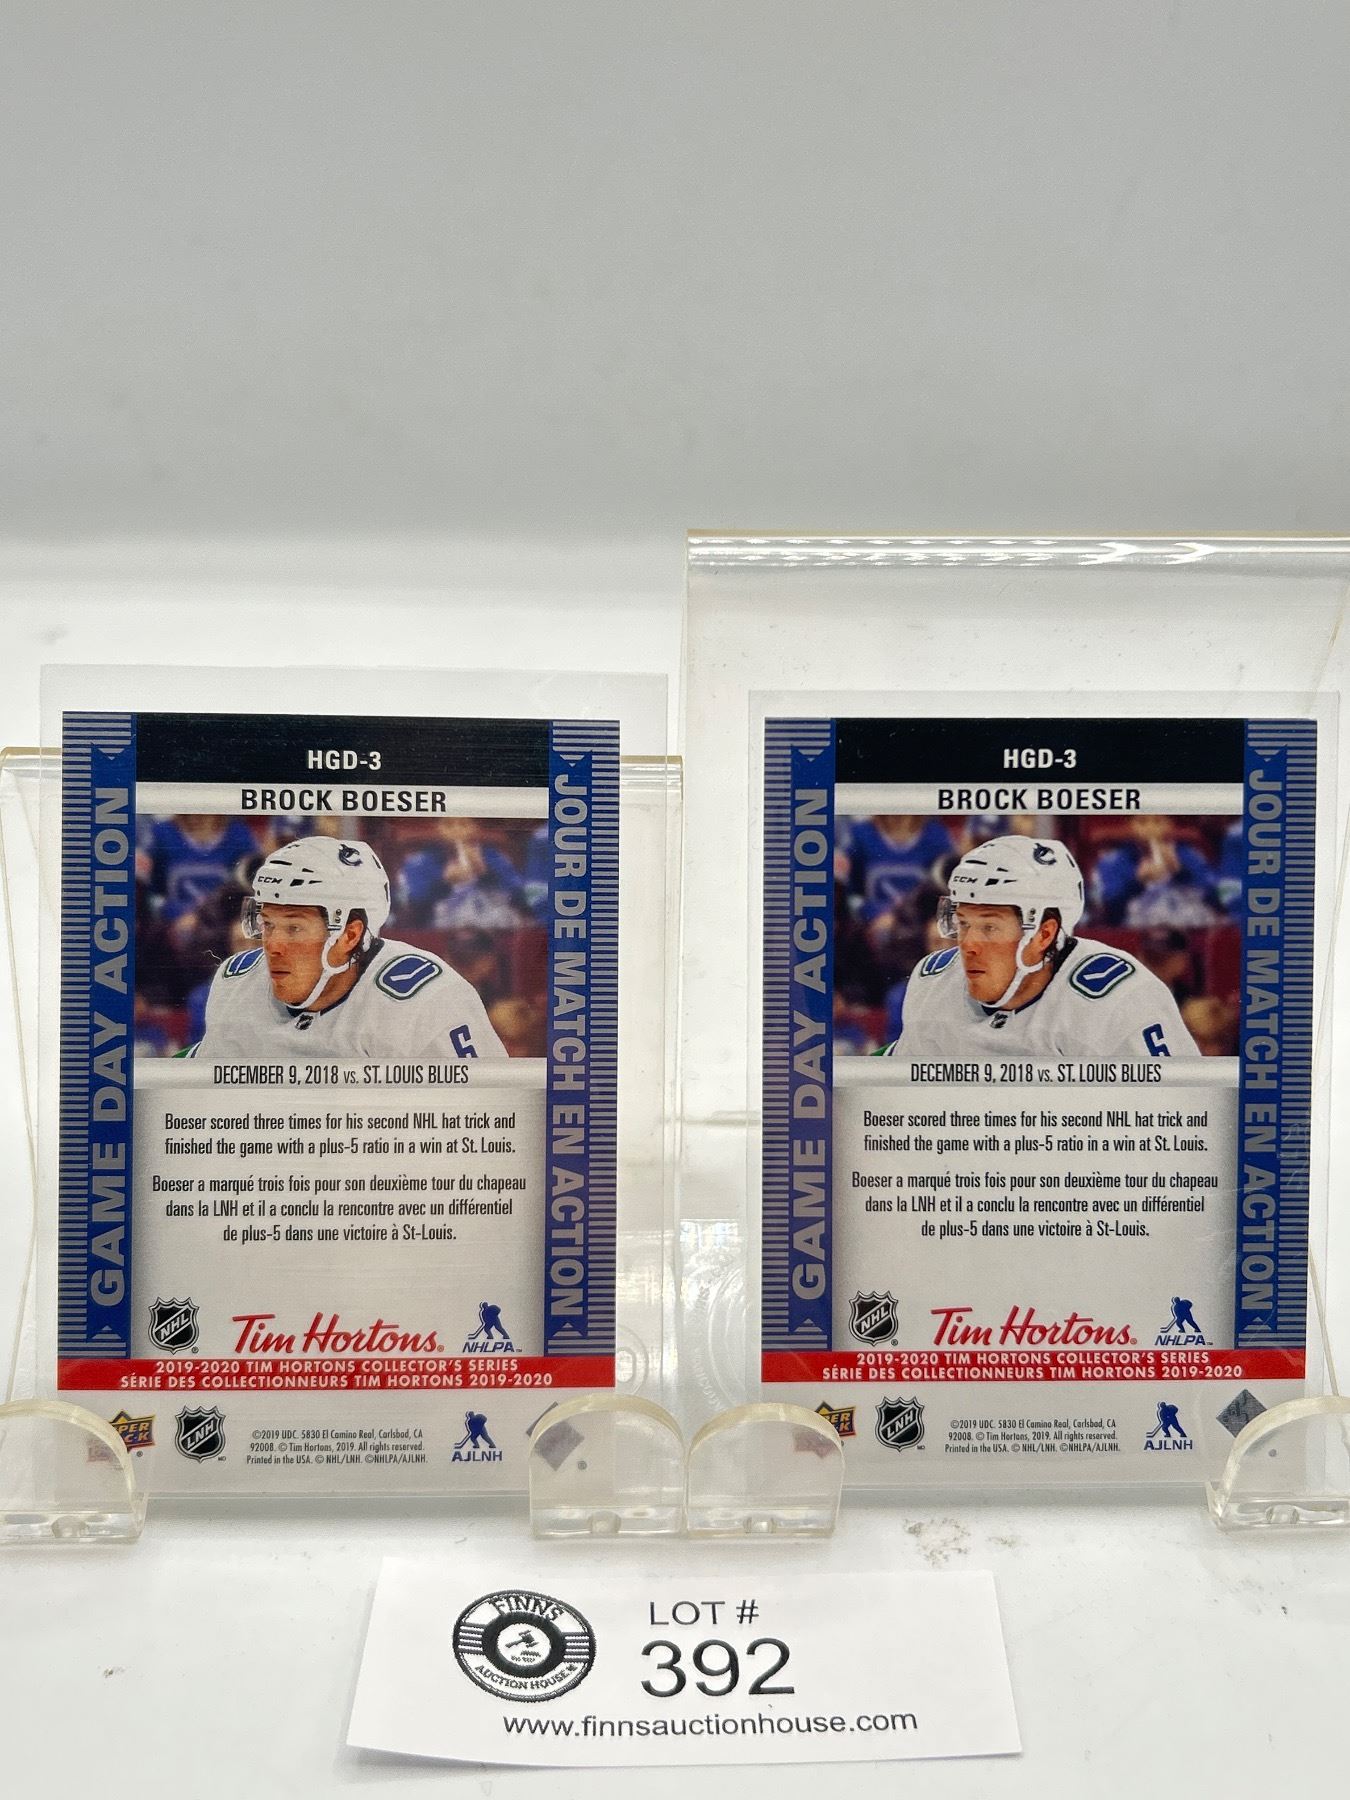 HGD-3
BROCK BOESER
GAME DAY ACTION
JOUR DE MATCH EN ACTION
CCM
DECEMBER 9, 2018 vs. ST. LOUIS BLUES
Boeser scored three times for his second NHL hat trick and
finished the game with a plus-5 ratio in a win at St. Louis.
Boeser a marqué trois fois pour son deuxième tour du chapeau
dans la LNH et il a conclu la rencontre avec un différentiel
de plus-5 dans une victoire à St-Louis.
NHL
Tim Hortons®
NHLPA™
2019-2020 TIM HORTONS COLLECTOR'S SERIES
SÉRIE DES COLLECTIONNEURS TIM HORTONS 2019-2020
LNH
©2019 UDC. 5830 El Camino Real, Carlsbad, CA
92008. © Tim Hortons, 2019. All rights reserved.
Printed in the USA. © NHL/LNH. ©NHLPA/AJLNH.
AJLNH
HGD-3
BROCK BOESER
GAME DAY ACTION
JOUR DE MATCH EN ACTION
CCM
DECEMBER 9, 2018 vs. ST. LOUIS BLUES
Boeser scored three times for his second NHL hat trick and
finished the game with a plus-5 ratio in a win at St. Louis.
Boeser a marqué trois fois pour son deuxième tour du chapeau
dans la LNH et il a conclu la rencontre avec un différentiel
de plus-5 dans une victoire à St-Louis.
NHL
Tim Hortons®
NHLPA™
2019-2020 TIM HORTONS COLLECTOR'S SERIES
SÉRIE DES COLLECTIONNEURS TIM HORTONS 2019-2020
LNH
©2019 UDC. 5830 El Camino Real, Carlsbad, CA
92008. © Tim Hortons, 2019. All rights reserved.
Printed in the USA. © NHL/LNH. ©NHLPA/AJLNH.
AJLNH
FINNS
AUCTION HOUSE
LOT #
392
www.finnsauctionhouse.com